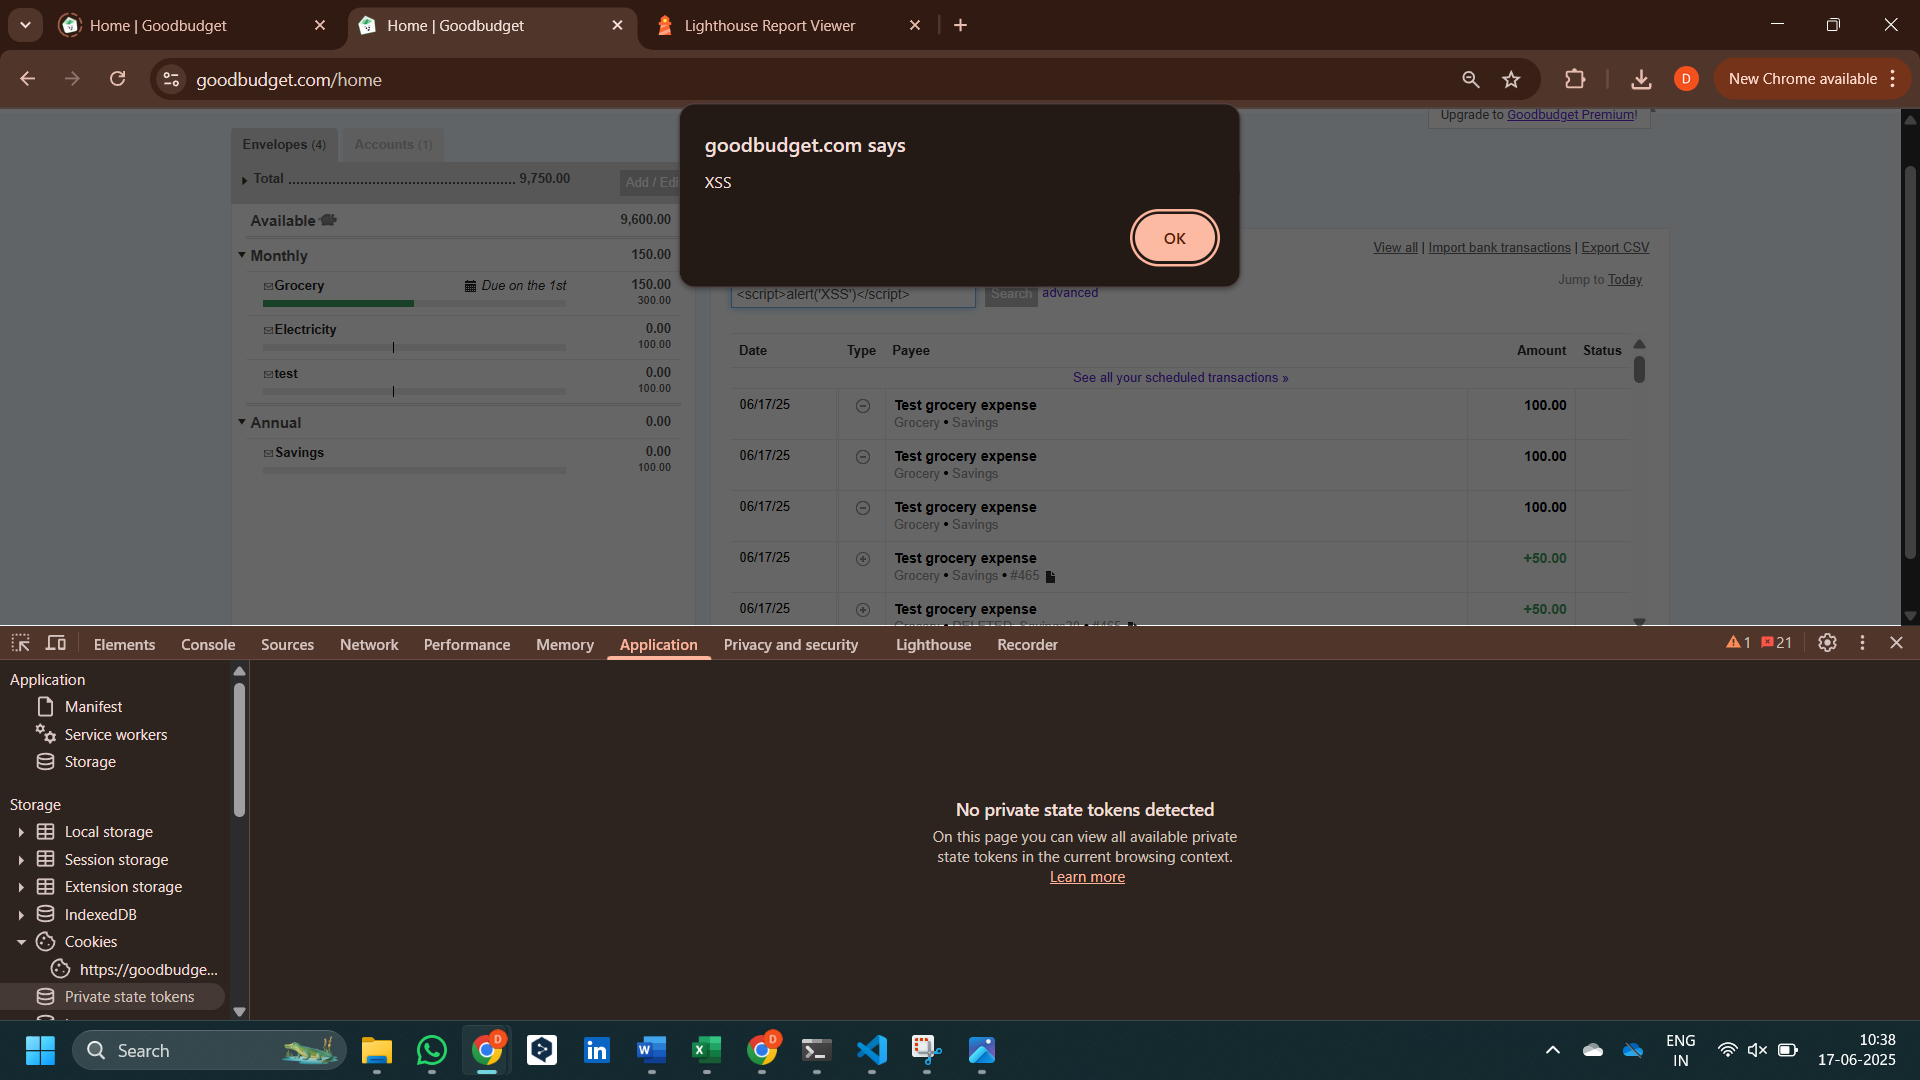 Home | Goodbudget
Home | Goodbudget
Lighthouse Report Viewer
goodbudget.com/home
D
New Chrome available
goodbudget.com says
XSS
OK
Upgrade to Goodbudget Premium!
Envelopes (4)
Accounts (1)
Total 9,750.00
Add / Edi
Available 9,600.00
Monthly 150.00
Grocery Due on the 1st 150.00
300.00
Electricity 0.00
100.00
test 0.00
100.00
Annual 0.00
Savings 0.00
100.00
View all | Import bank transactions | Export CSV
Jump to Today
<script>alert('XSS')</script> Search advanced
Date Type Payee Amount Status
See all your scheduled transactions »
06/17/25 Test grocery expense 100.00
Grocery • Savings
06/17/25 Test grocery expense 100.00
Grocery • Savings
06/17/25 Test grocery expense 100.00
Grocery • Savings
06/17/25 Test grocery expense +50.00
Grocery • Savings • #465
06/17/25 Test grocery expense +50.00
Grocery • DELETED: Savings20 • #465
Elements Console Sources Network Performance Memory Application Privacy and security Lighthouse Recorder 1 21
Application
Manifest
Service workers
Storage
Storage
Local storage
Session storage
Extension storage
IndexedDB
Cookies
https://goodbudge...
Private state tokens
No private state tokens detected
On this page you can view all available private
state tokens in the current browsing context.
Learn more
Search
D
D
ENG
IN
10:38
17-06-2025